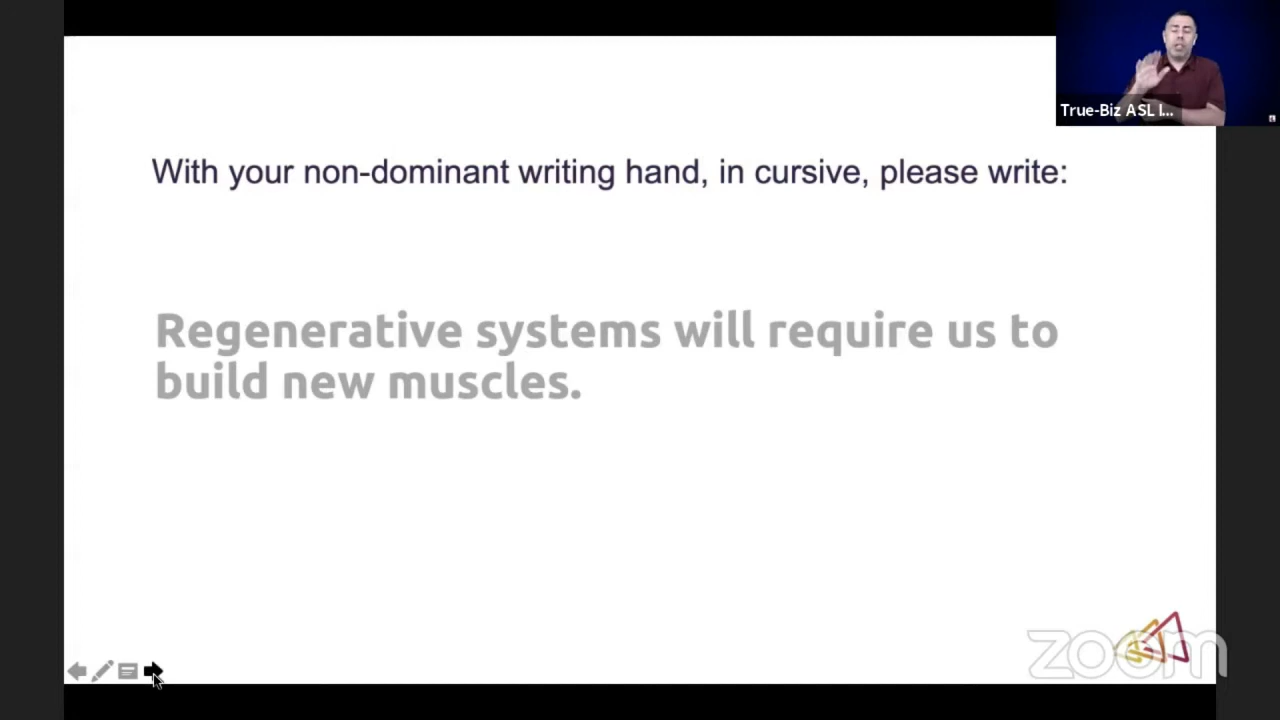 True-Biz ASL I...
With your non-dominant writing hand, in cursive, please write:
Regenerative systems will require us to
build new muscles.
zoom